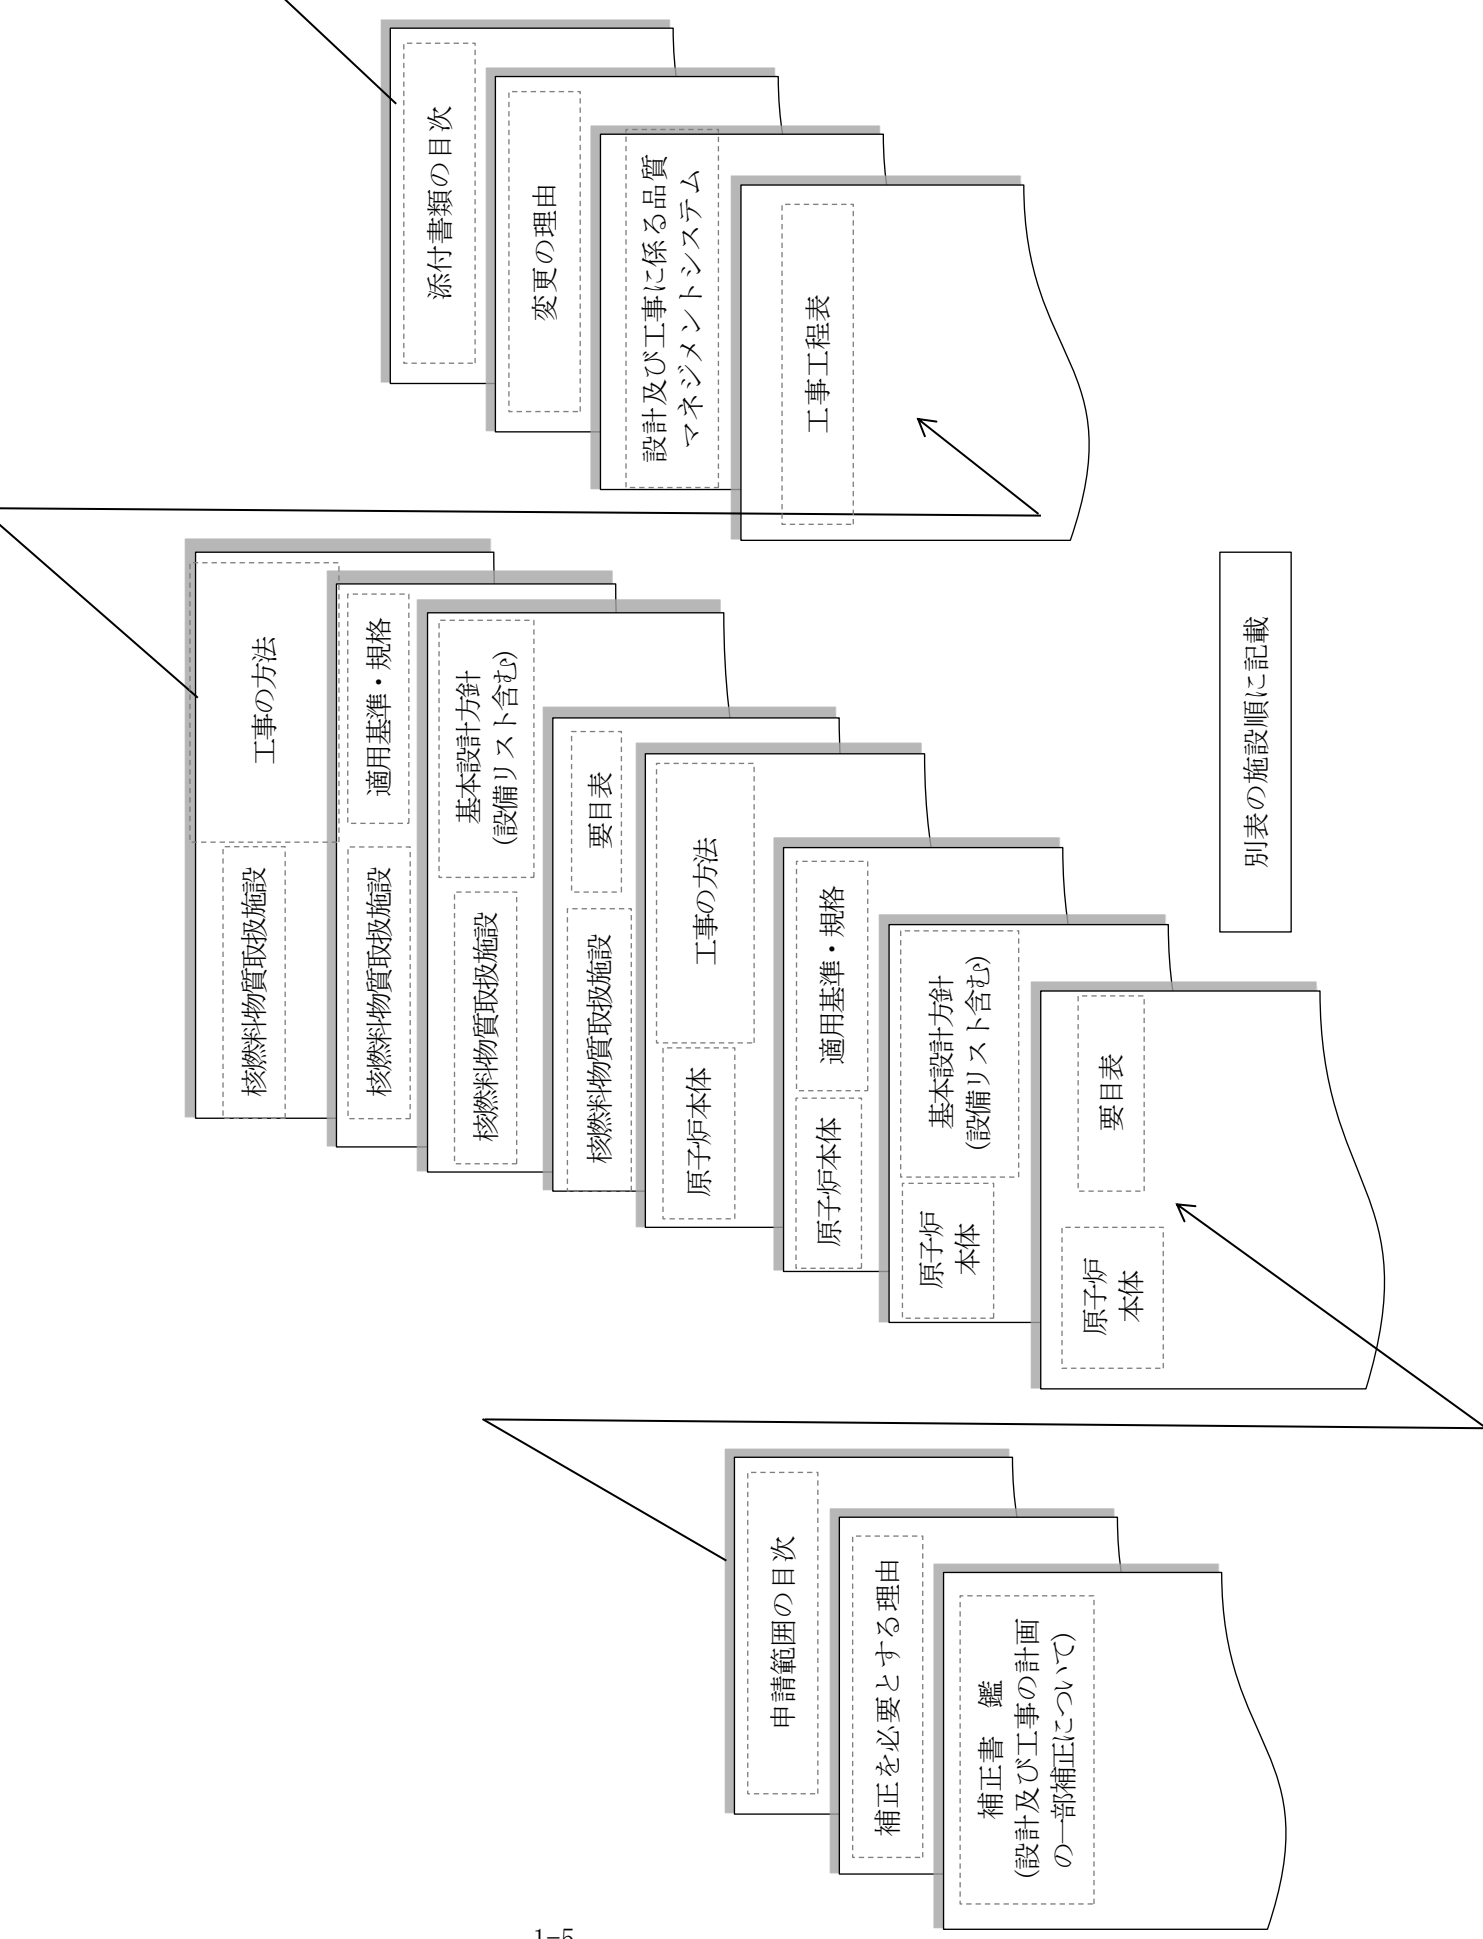 補正書　鑑
(設計及び工事の計画
の一部補正について)
補正を必要とする理由
申請範囲の目次
原子炉
本体
要目表
原子炉
本体
基本設計方針
(設備リスト含む)
原子炉本体
適用基準・規格
原子炉本体
工事の方法
核燃料物質取扱施設
要目表
核燃料物質取扱施設
基本設計方針
(設備リスト含む)
核燃料物質取扱施設
適用基準・規格
核燃料物質取扱施設
工事の方法
別表の施設順に記載
工事工程表
設計及び工事に係る品質
マネジメントシステム
変更の理由
添付書類の目次
1-5